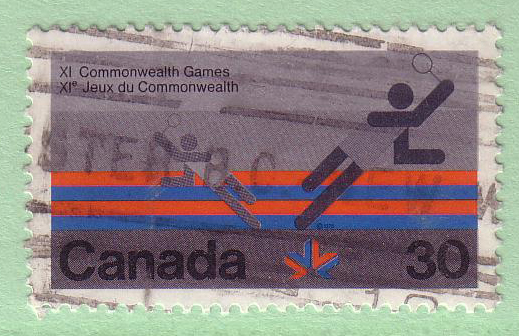 XI Commonwealth Games
XIe Jeux du Commonwealth
Canada 30